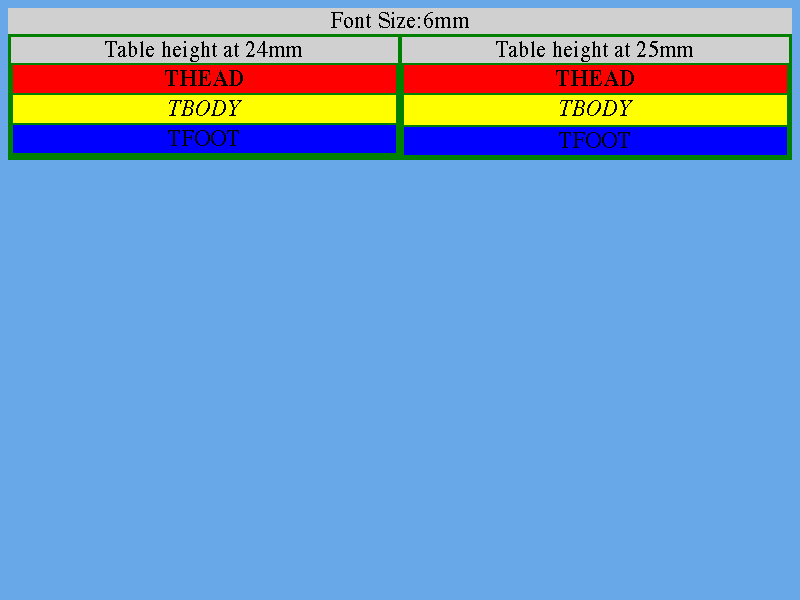 Font Size:6mm
Table height at 24mm Table height at 25mm
THEAD THEAD
TBODY TBODY
TFOOT TFOOT